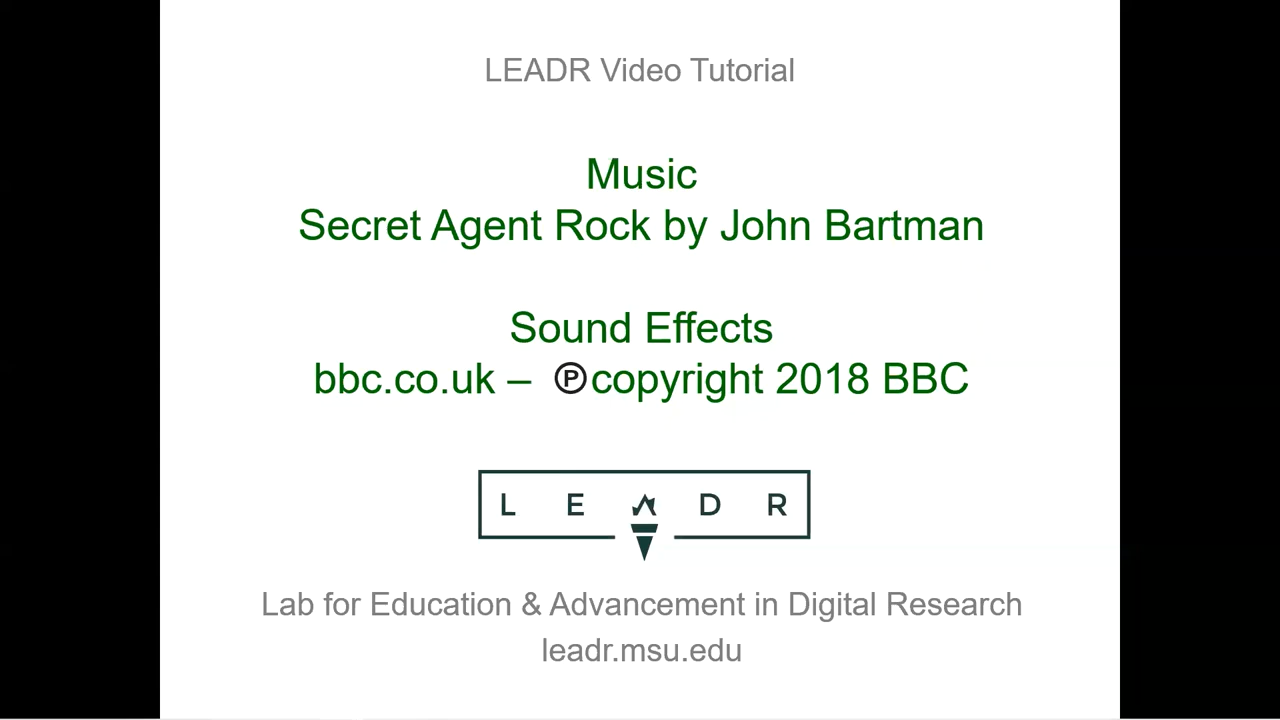 LEADR Video Tutorial
Music
Secret Agent Rock by John Bartman
Sound Effects
bbc.co.uk – ℗copyright 2018 BBC
L E A D R
Lab for Education & Advancement in Digital Research
leadr.msu.edu